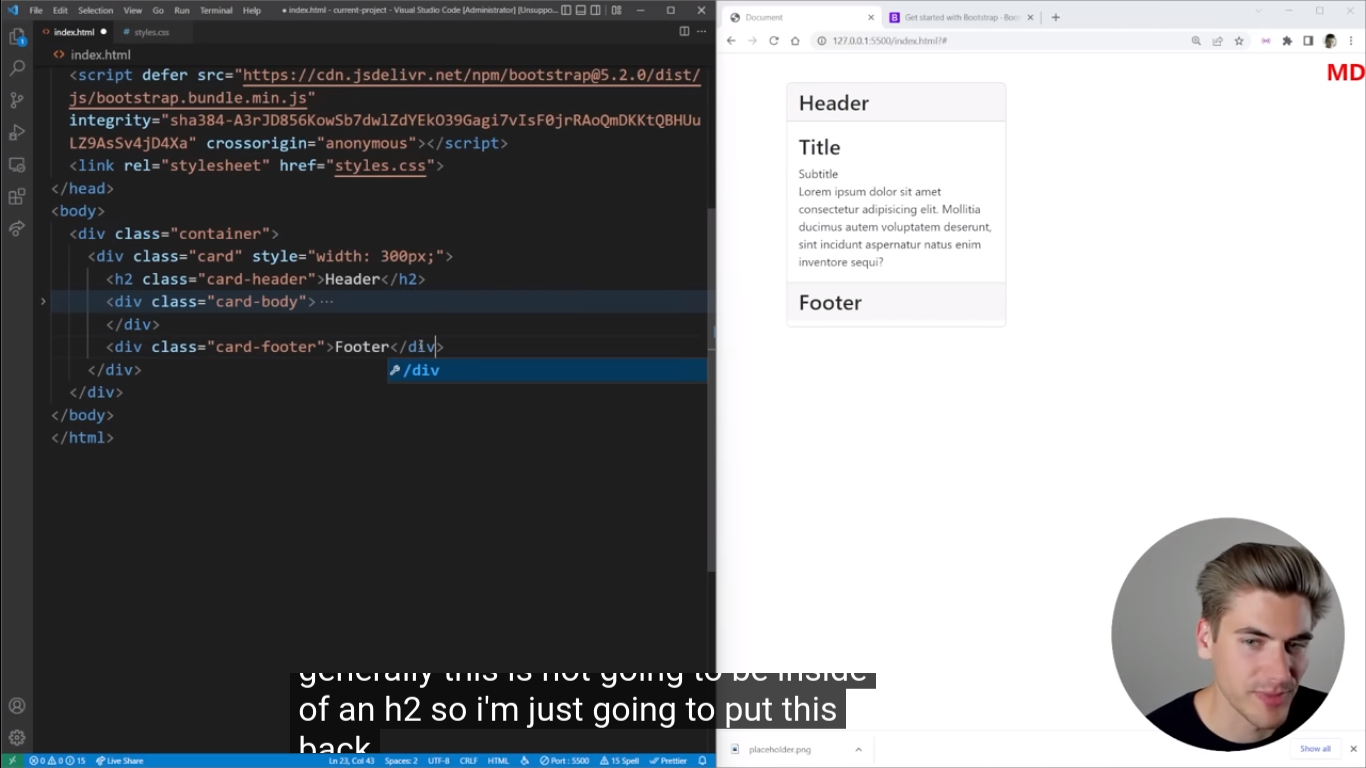 File Edit Selection View Go Run Terminal Help
● index.html - current-project - Visual Studio Code [Administrator] [Unsuppo...
index.html ● # styles.css
<> index.html
<script defer src="https://cdn.jsdelivr.net/npm/bootstrap@5.2.0/dist/
js/bootstrap.bundle.min.js"
integrity="sha384-A3rJD856KowSb7dwlZdYEkO39Gagi7vIsF0jrRAoQmDKKtQBHUu
LZ9AsSv4jD4Xa" crossorigin="anonymous"></script>
<link rel="stylesheet" href="styles.css">
</head>
<body>
<div class="container">
<div class="card" style="width: 300px;">
<h2 class="card-header">Header</h2>
<div class="card-body"> ···
</div>
<div class="card-footer">Footer</div>
/div
</div>
</div>
</body>
</html>
0 0 15 Live Share
Ln 23, Col 43 Spaces: 2 UTF-8 CRLF HTML Port : 5500 15 Spell Prettier
Document
Get started with Bootstrap · Boo
127.0.0.1:5500/index.html?#
MD
Header
Title
Subtitle
Lorem ipsum dolor sit amet
consectetur adipisicing elit. Mollitia
ducimus autem voluptatem deserunt,
sint incidunt aspernatur natus enim
inventore sequi?
Footer
generally this is not going to be inside
of an h2 so i'm just going to put this
back
placeholder.png
Show all